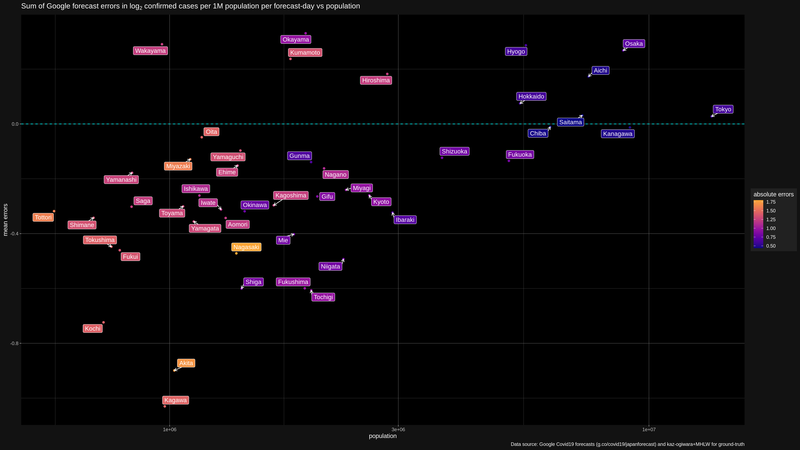 Sum of Google forecast errors in log2 confirmed cases per 1M population per forecast-day vs population
Okayama
Osaka
Wakayama
Kumamoto
Hyogo
Aichi
Hiroshima
Hokkaido
Tokyo
0.0
Saitama
Oita
Chiba
Kanagawa
Shizuoka
Yamaguchi
Gunma
Fukuoka
Miyazaki
Ehime
Nagano
Yamanashi
Ishikawa
Miyagi
absolute errors
Saga
Iwate
Okinawa
Kagoshima
Gifu
Kyoto
1.75
1.50
1.25
1.00
0.75
0.50
mean errors
Tottori
Toyama
Ibaraki
Shimane
Yamagata
Aomori
-0.4
Tokushima
Mie
Nagasaki
Fukui
Niigata
Shiga
Fukushima
Tochigi
Kochi
-0.8
Akita
Kagawa
1e+06
3e+06
1e+07
population
Data source: Google Covid19 forecasts (g.co/covid19/japanforecast) and kaz-ogiwara+MHLW for ground-truth